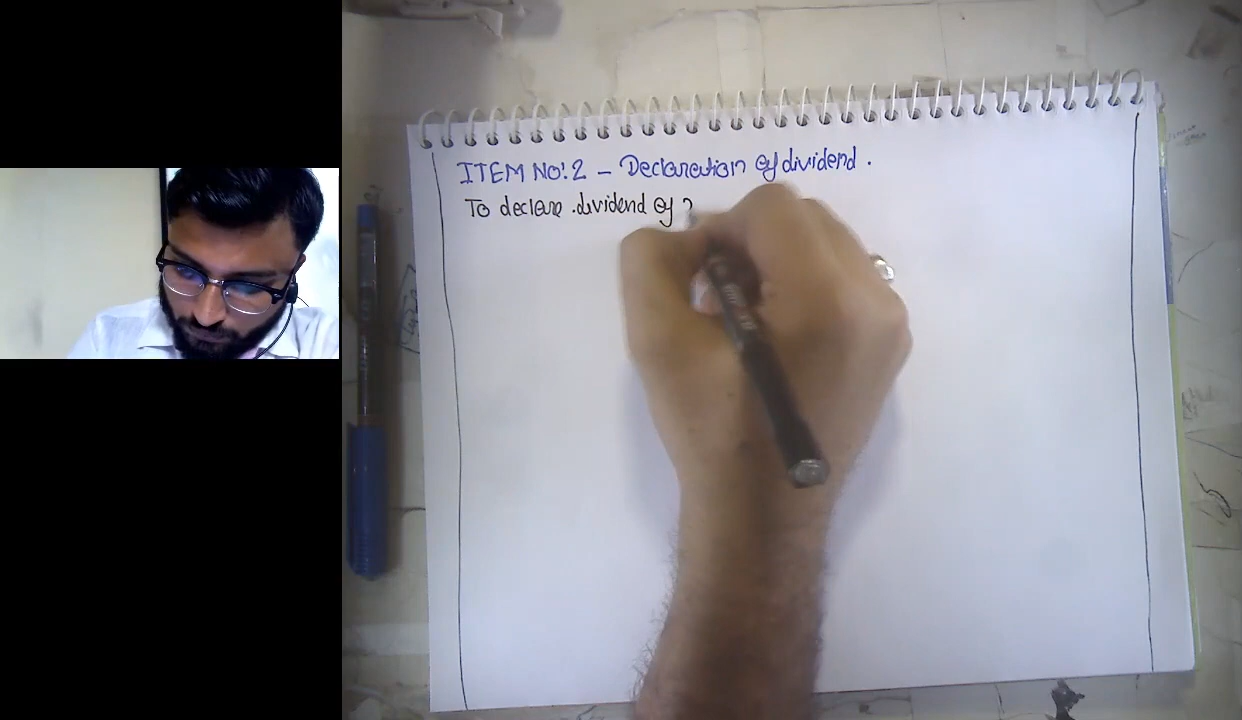 ITEM No: 2 - Declaration of dividend.
To declare dividend of